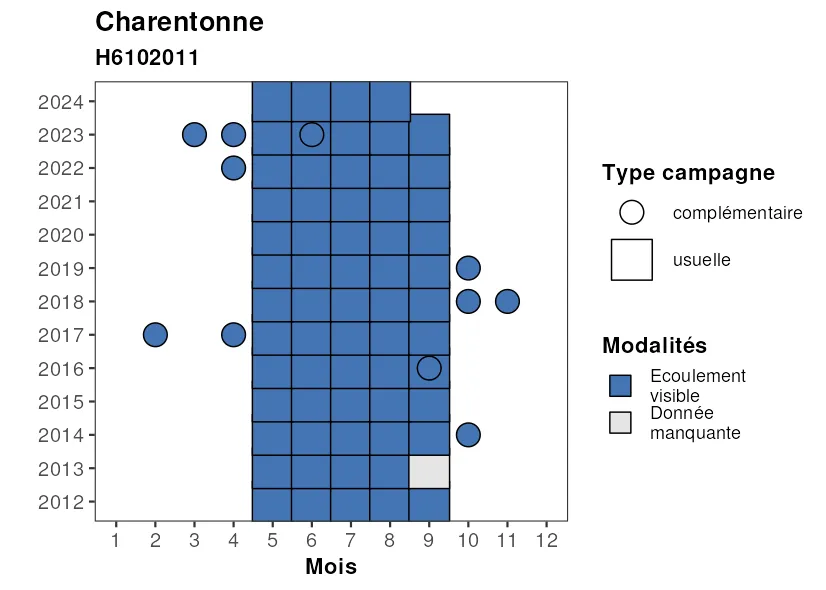 Charentonne
H6102011
2024
2023
2022
2021
2020
2019
2018
2017
2016
2015
2014
2013
2012
1 2 3 4 5 6 7 8 9 10 11 12
Mois
Type campagne
complémentaire
usuelle
Modalités
Ecoulement
visible
Donnée
manquante